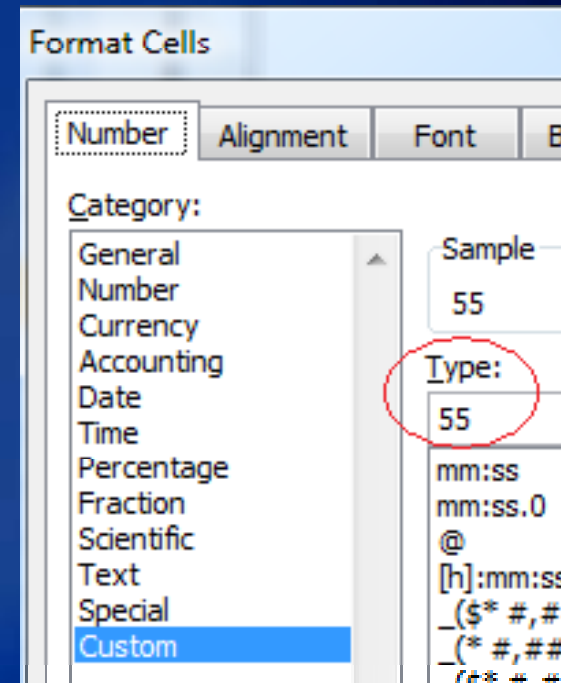 Format Cells
Number Alignment Font
Category:
General
Number
Currency
Accounting
Date
Time
Percentage
Fraction
Scientific
Text
Special
Custom
Sample
55
Type:
55
mm:ss
mm:ss.0
@
[h]:mm:ss
_($* #,#
_(* #,##